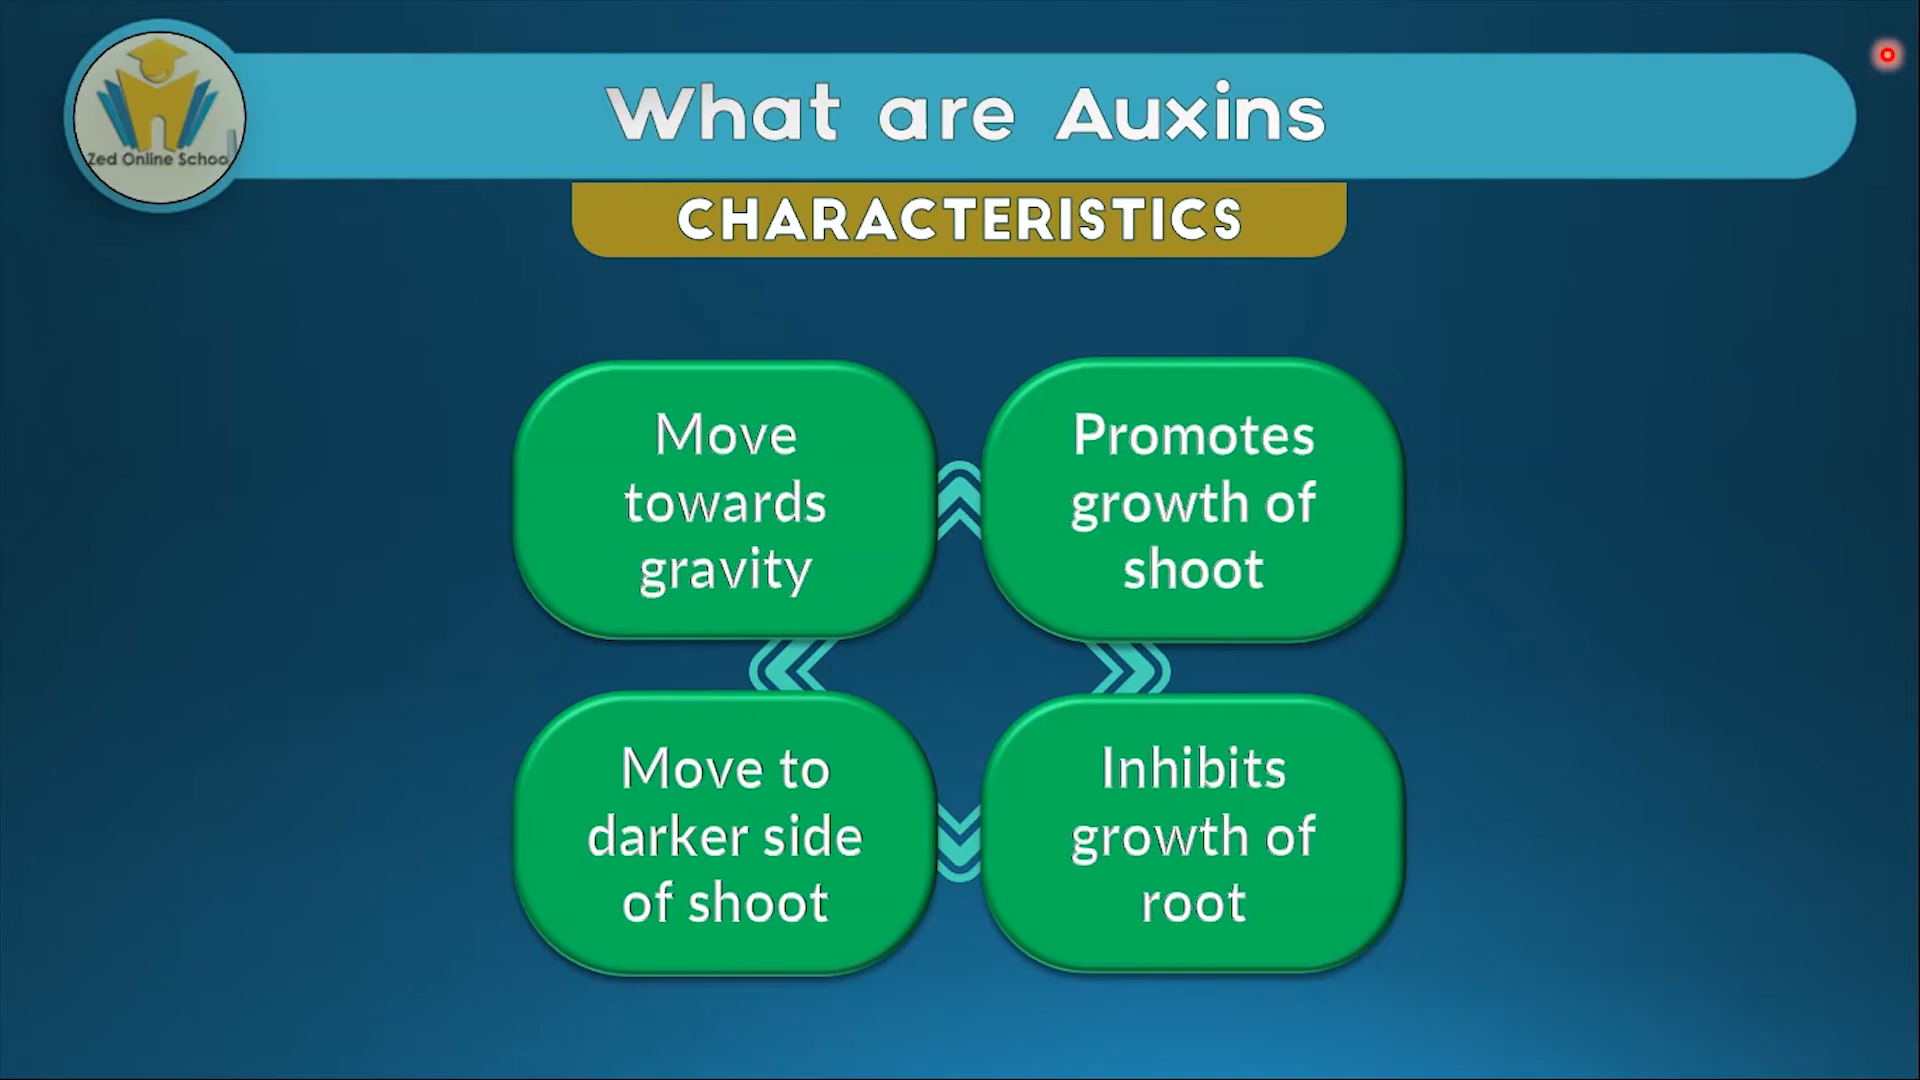 Zed Online School
What are Auxins
CHARACTERISTICS
Move
towards
gravity
Promotes
growth of
shoot
Move to
darker side
of shoot
Inhibits
growth of
root